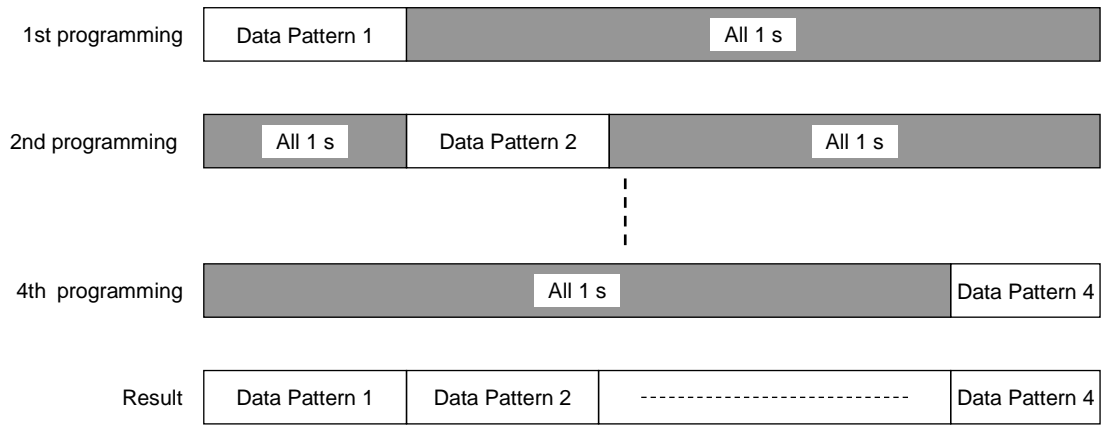 1st programming Data Pattern 1 All 1 s
2nd programming All 1 s Data Pattern 2 All 1 s
4th programming All 1 s Data Pattern 4
Result Data Pattern 1 Data Pattern 2 Data Pattern 4